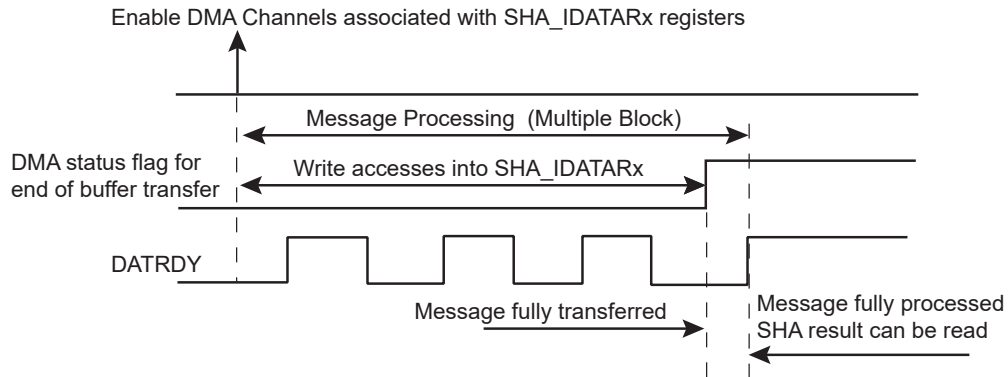 Enable DMA Channels associated with SHA_IDATARx registers
Message Processing (Multiple Block)
DMA status flag for
end of buffer transfer
Write accesses into SHA_IDATARx
DATRDY
Message fully transferred
Message fully processed
SHA result can be read